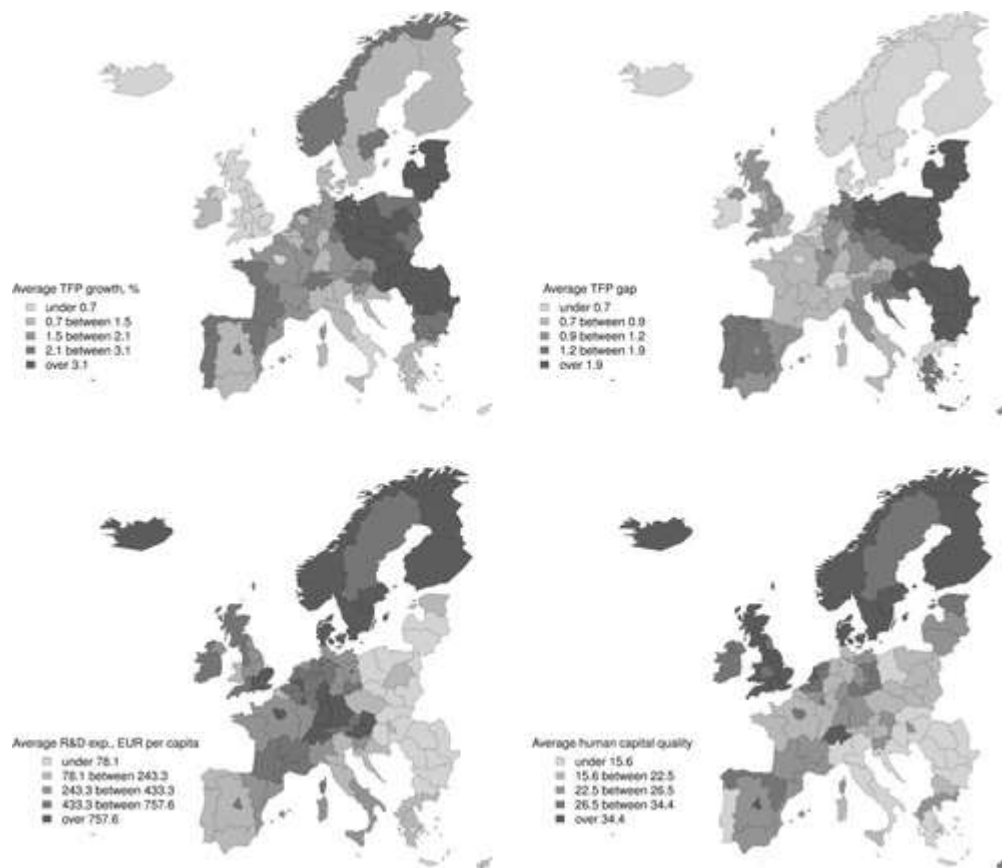 Average TFP growth, %
under 0.7
0.7 between 1.5
1.5 between 2.1
2.1 between 3.1
over 3.1
Average TFP gap
under 0.7
0.7 between 0.9
0.9 between 1.2
1.2 between 1.9
over 1.9
Average R&D exp., EUR per capita
under 78.1
78.1 between 243.3
243.3 between 433.3
433.3 between 757.6
over 757.6
Average human capital quality
under 15.6
15.6 between 22.5
22.5 between 26.5
26.5 between 34.4
over 34.4